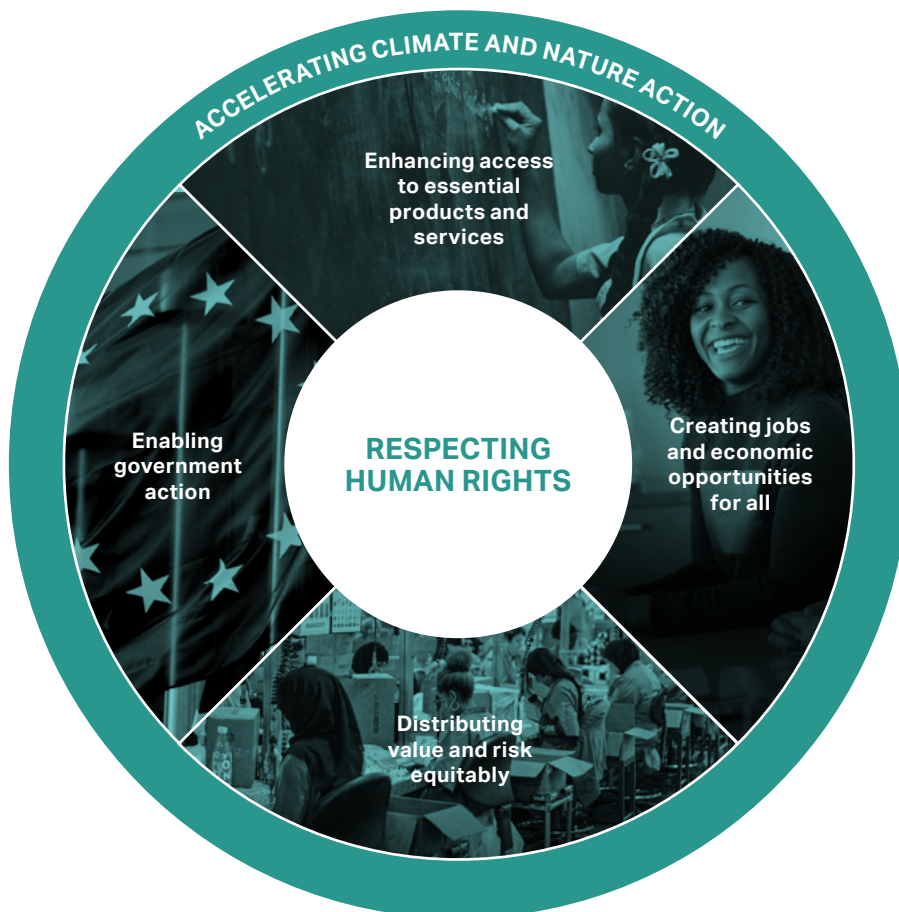 ACCELERATING CLIMATE AND NATURE ACTION
Enhancing access
to essential
products and
services
Enabling
government
action
RESPECTING
HUMAN RIGHTS
Creating jobs
and economic
opportunities
for all
Distributing
value and risk
equitably